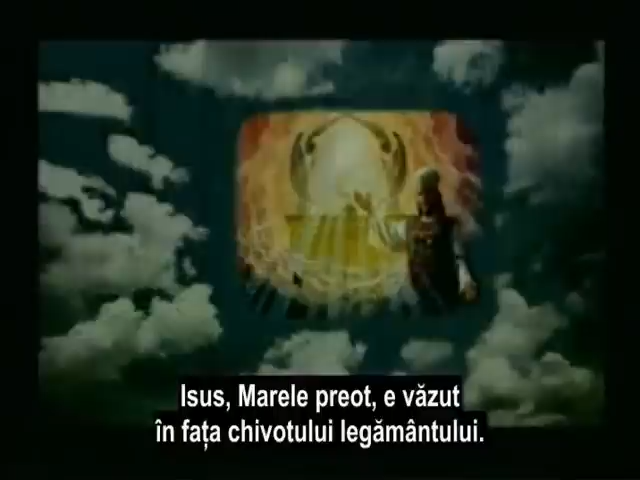 Isus, Marele preot, e văzut
în fața chivotului legământului.